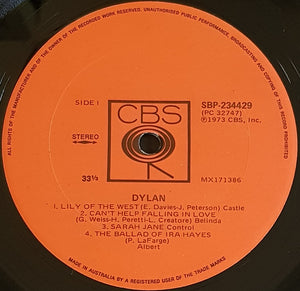 ALL RIGHTS OF THE MANUFACTURER AND OF THE OWNER OF THE RECORDED WORK RESERVED. UNAUTHORISED PUBLIC PERFORMANCE, BROADCASTING AND COPYING OF THIS RECORD PROHIBITED
CBS
SIDE 1
SBP-234429
(PC 32747)
℗1973 CBS, Inc.
STEREO
33⅓
MX171386
DYLAN
1. LILY OF THE WEST (E. Davies-J. Peterson) Castle
2. CAN'T HELP FALLING IN LOVE
(G. Weiss-H. Peretti-L. Creatore) Belinda
3. SARAH JANE Control
4. THE BALLAD OF IRA HAYES
(P. LaFarge)
Albert
MADE IN AUSTRALIA BY A REGISTERED USER OF THE TRADE MARKS